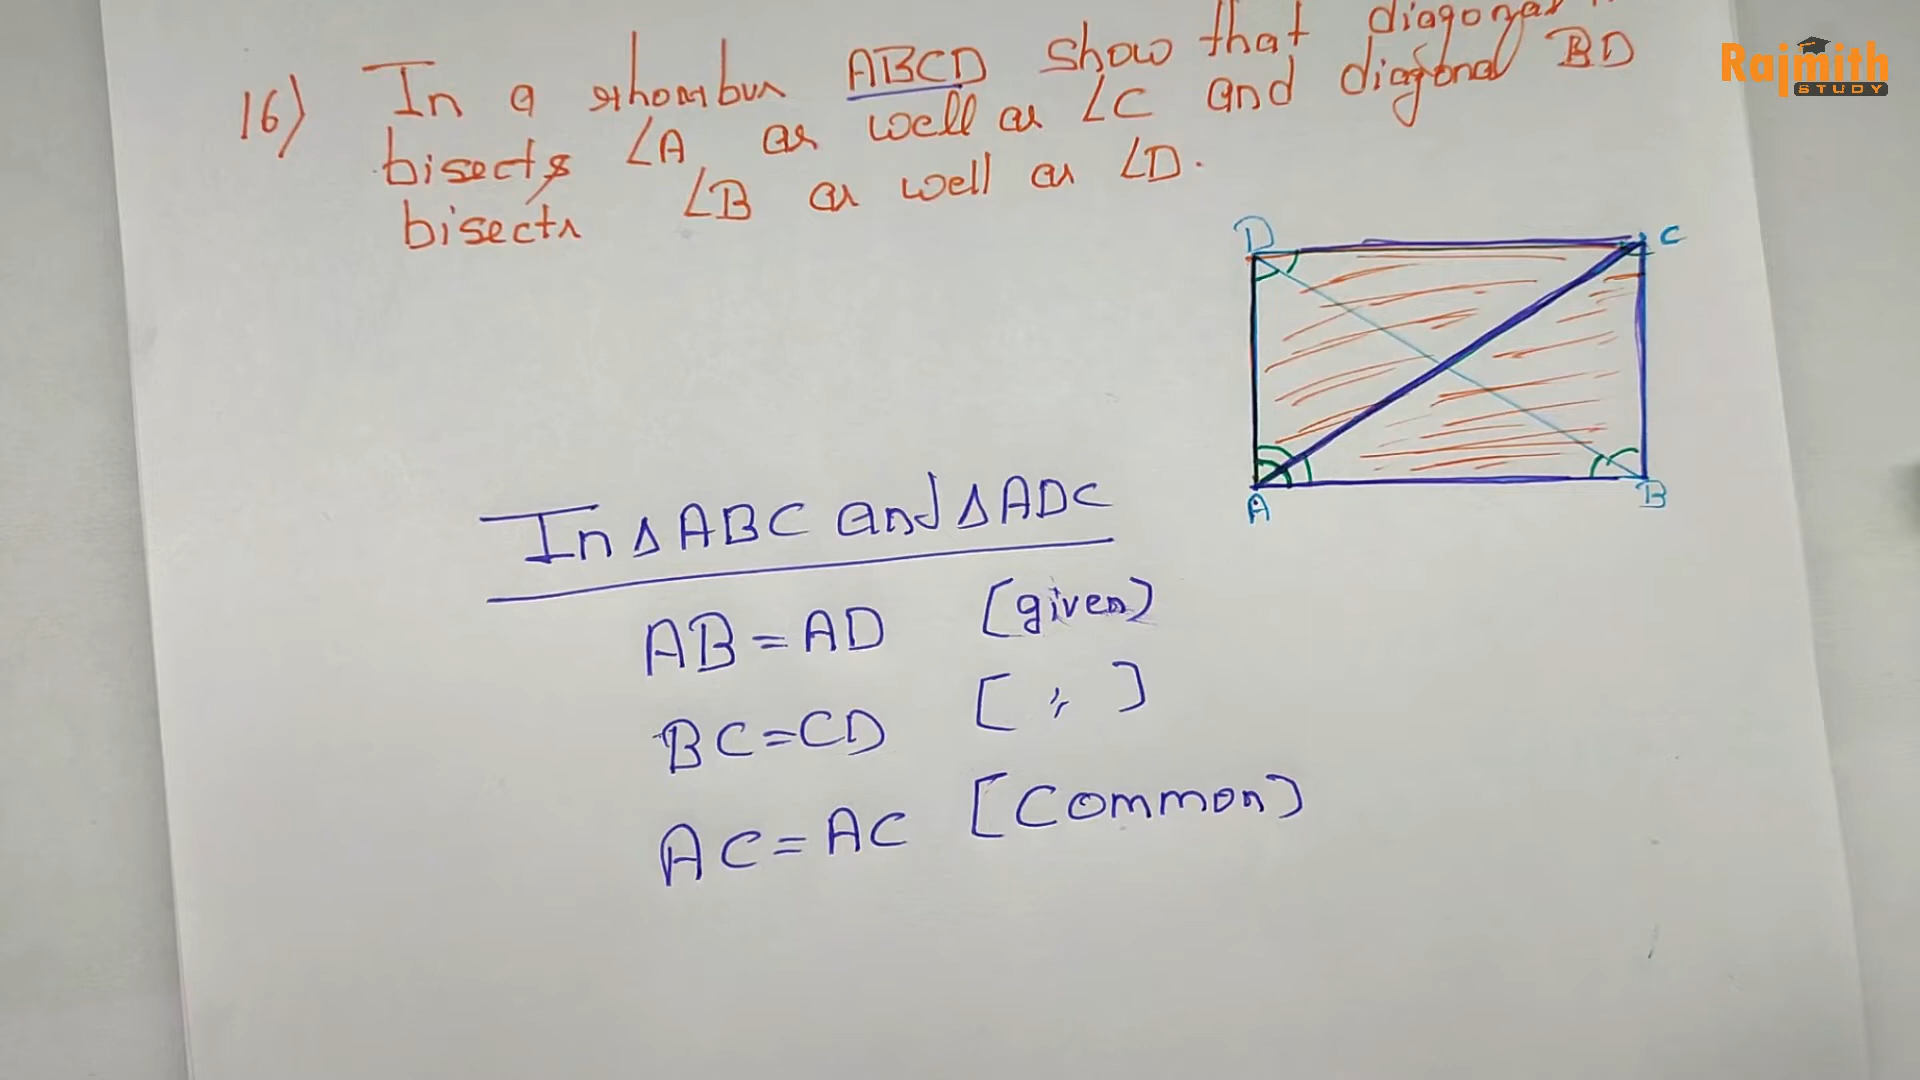 16) In a rhombus ABCD show that diagonal
bisects ∠A as well as ∠C and diagonal BD
bisects ∠B as well as ∠D.
Rajmith
STUDY
D C
A B
In △ABC and △ADC
AB=AD [given)
BC=CD [ ,, ]
AC=AC [Common)